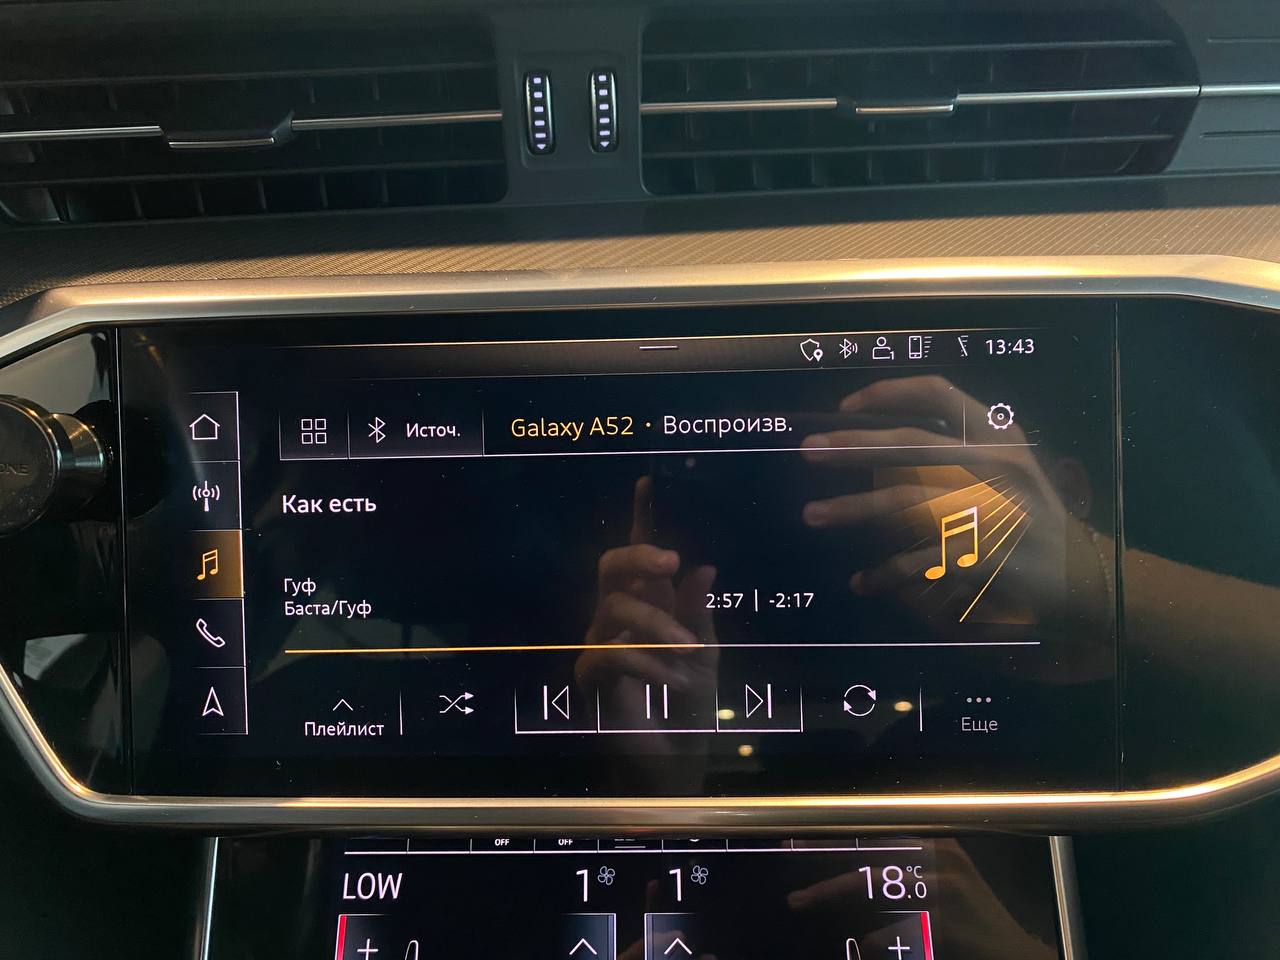 13:43
Источ.
Galaxy A52 · Воспроизв.
Как есть
Гуф
Баста/Гуф
2:57 | -2:17
Плейлист
Еще
OFF OFF
LOW 1 1 18.0 °C